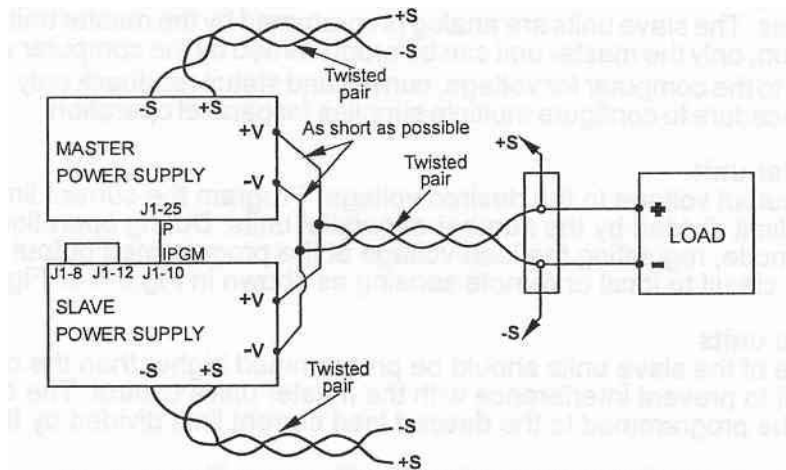 +S
-S
Twisted
pair
-S +S
+V
As short as possible
MASTER
POWER SUPPLY
-V
Twisted
pair
+S
J1-25
P
IPGM
J1-8 J1-12 J1-10
+
LOAD
-
SLAVE
POWER SUPPLY
+V
-V
-S
-S +S
Twisted
pair
-S
+S